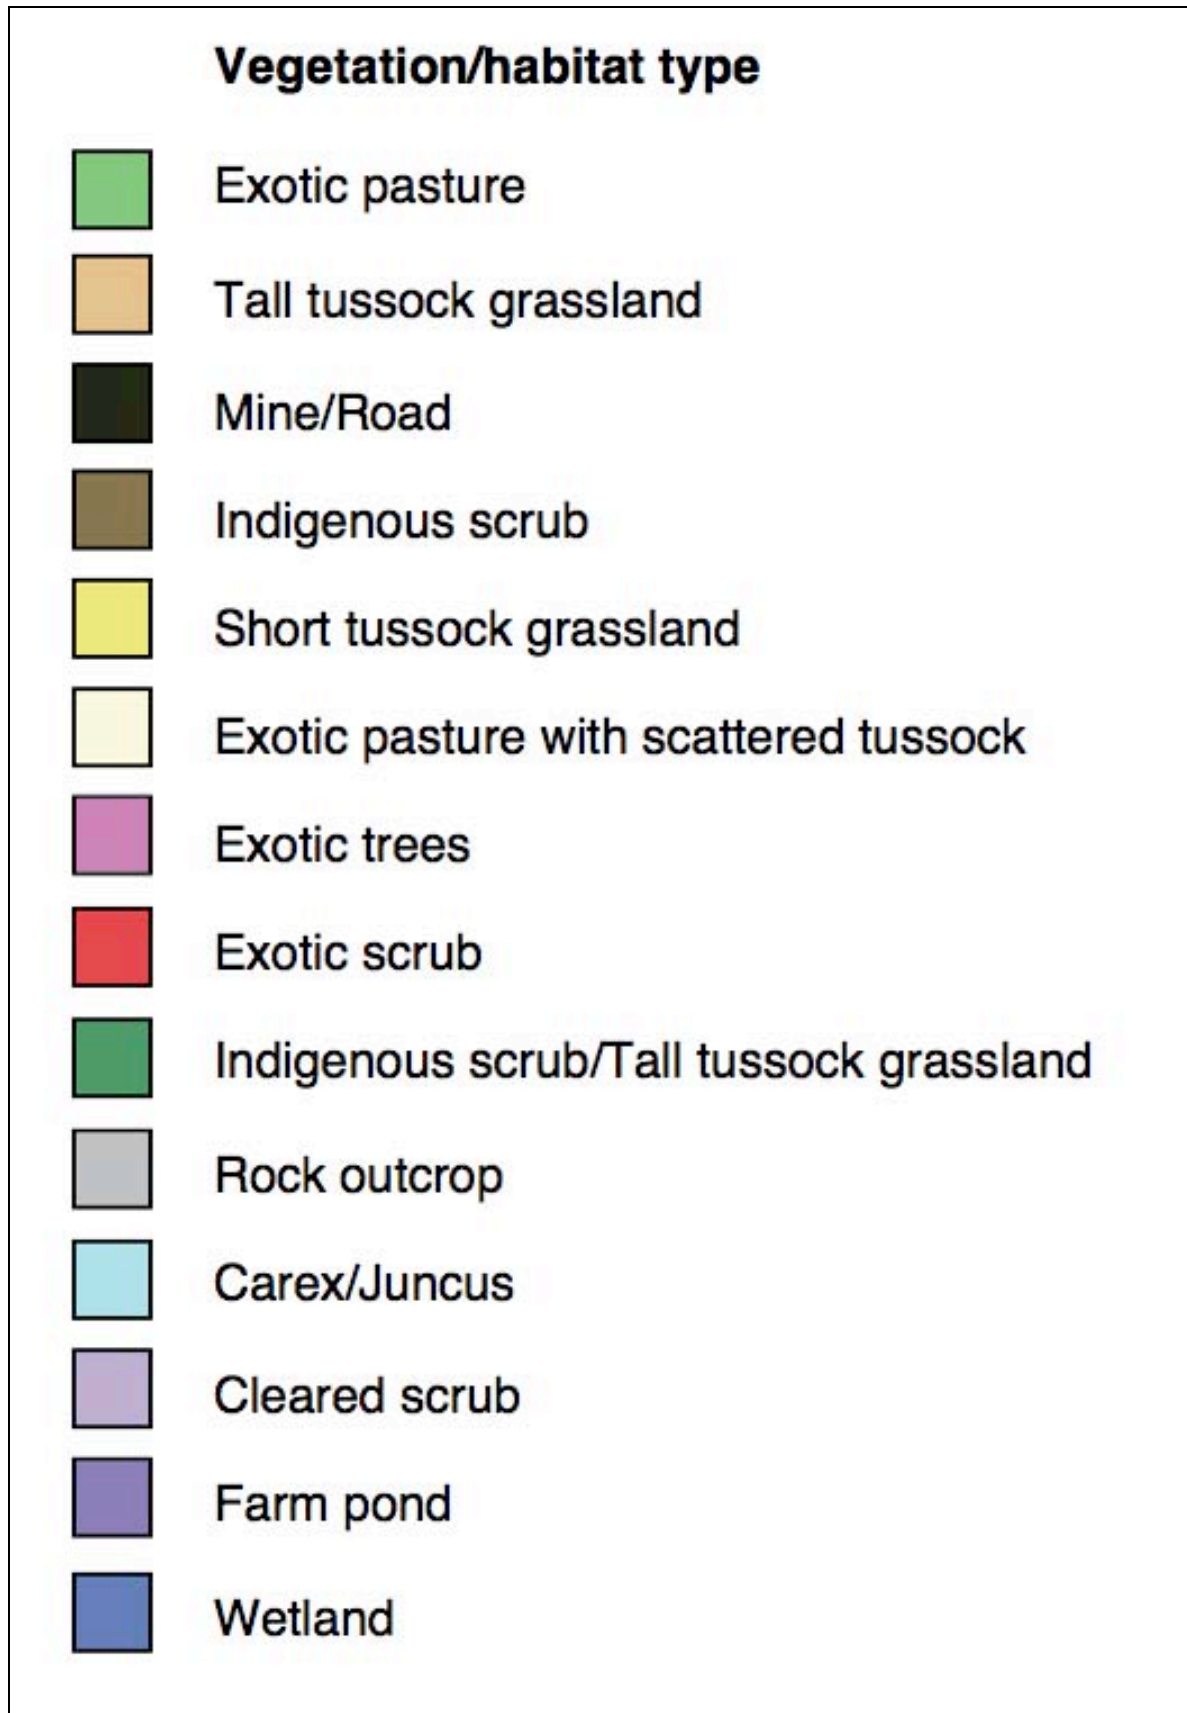 Vegetation/habitat type
Exotic pasture
Tall tussock grassland
Mine/Road
Indigenous scrub
Short tussock grassland
Exotic pasture with scattered tussock
Exotic trees
Exotic scrub
Indigenous scrub/Tall tussock grassland
Rock outcrop
Carex/Juncus
Cleared scrub
Farm pond
Wetland